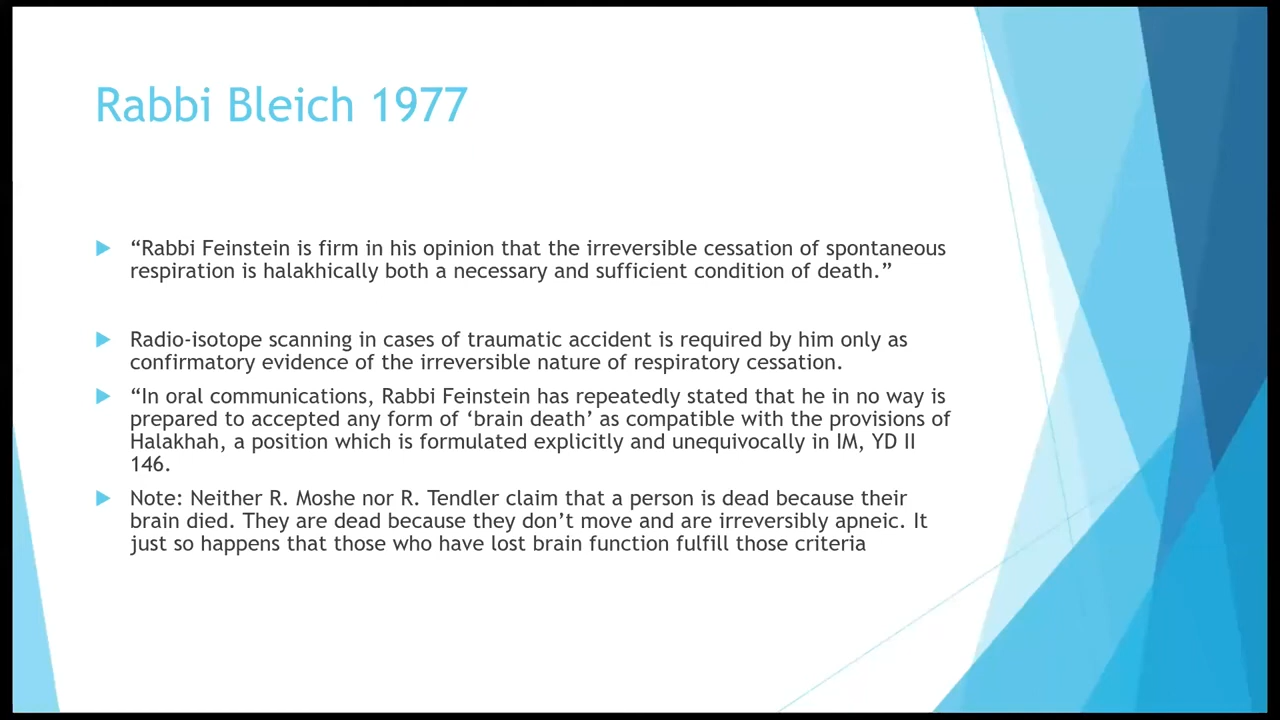 Rabbi Bleich 1977
“Rabbi Feinstein is firm in his opinion that the irreversible cessation of spontaneous
respiration is halakhically both a necessary and sufficient condition of death.”
Radio-isotope scanning in cases of traumatic accident is required by him only as
confirmatory evidence of the irreversible nature of respiratory cessation.
“In oral communications, Rabbi Feinstein has repeatedly stated that he in no way is
prepared to accepted any form of ‘brain death’ as compatible with the provisions of
Halakhah, a position which is formulated explicitly and unequivocally in IM, YD II
146.
Note: Neither R. Moshe nor R. Tendler claim that a person is dead because their
brain died. They are dead because they don’t move and are irreversibly apneic. It
just so happens that those who have lost brain function fulfill those criteria